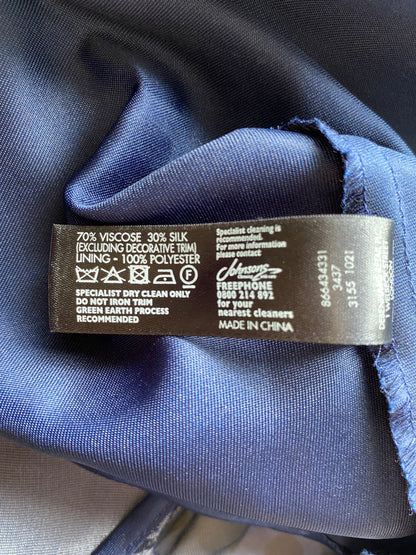 70% VISCOSE 30% SILK
(EXCLUDING DECORATIVE TRIM)
LINING - 100% POLYESTER
F
SPECIALIST DRY CLEAN ONLY
DO NOT IRON TRIM
GREEN EARTH PROCESS
RECOMMENDED
Specialist cleaning is
recommended.
For more information
please contact
Johnsons
FREEPHONE
0800 214 892
for your
nearest cleaners
MADE IN CHINA
866434331
3437
3155 1021